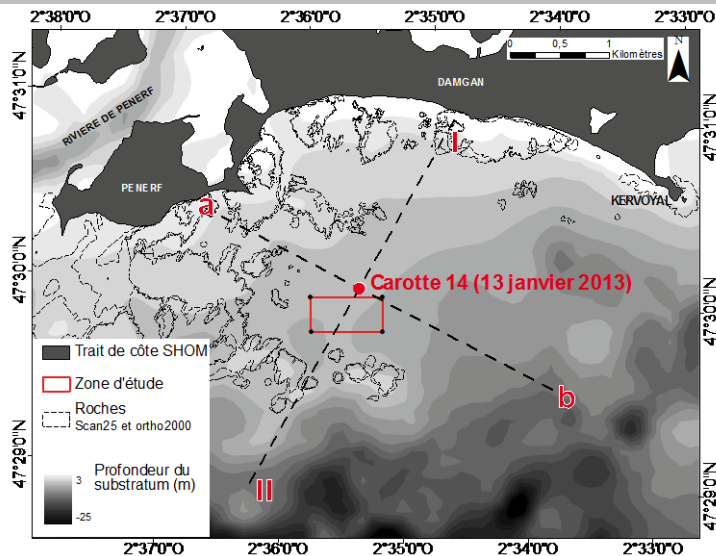 2°38'0"O 2°37'0"O 2°36'0"O 2°35'0"O 2°34'0"O 2°33'0"O
0 0,5 1
Kilomètres
N
DAMGAN
47°31'0"N
RIVIERE DE PENERF
47°31'0"N
I
PENERF
KERVOYAL
a
47°30'0"N
Carotte 14 (13 janvier 2013)
47°30'0"N
Trait de côte SHOM
Zone d'étude
Roches
Scan25 et ortho2000
b
47°29'0"N
Profondeur du
substratum (m)
3
-25
II
47°29'0"N
2°37'0"O 2°36'0"O 2°35'0"O 2°34'0"O